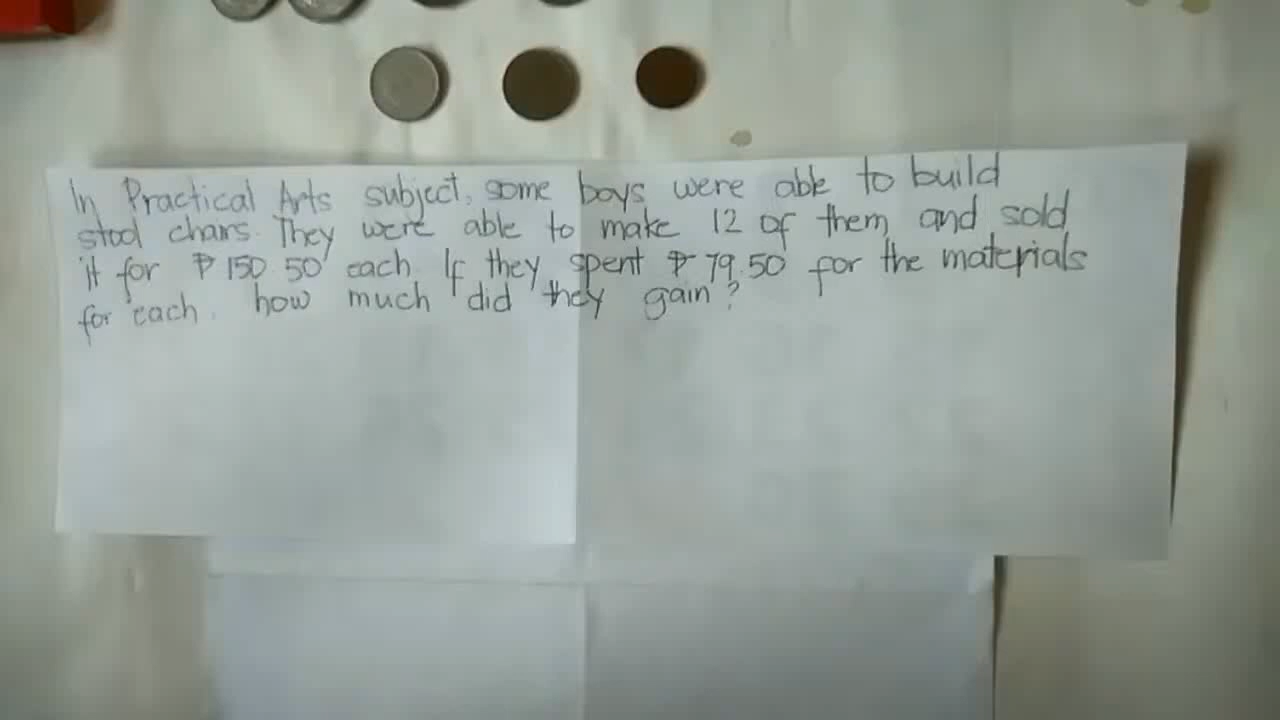 In Practical Arts subject, some boys were able to build
stool chairs. They were able to make 12 of them and sold
it for ₱ 150.50 each. If they spent ₱ 79.50 for the materials
for each. how much did they gain?